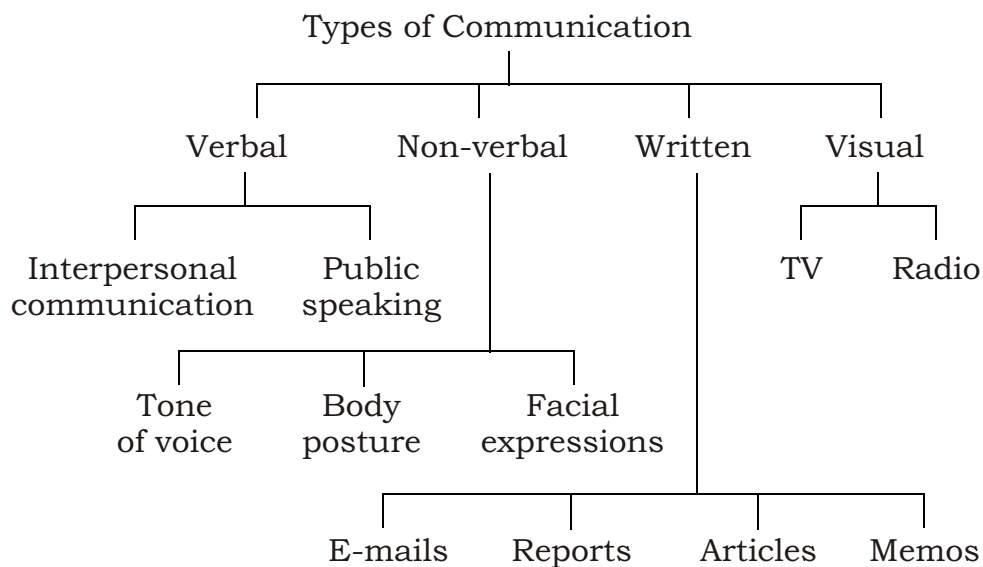 Types of Communication
Verbal Non-verbal Written Visual
Interpersonal communication
Public speaking
TV Radio
Tone of voice
Body posture
Facial expressions
E-mails Reports Articles Memos